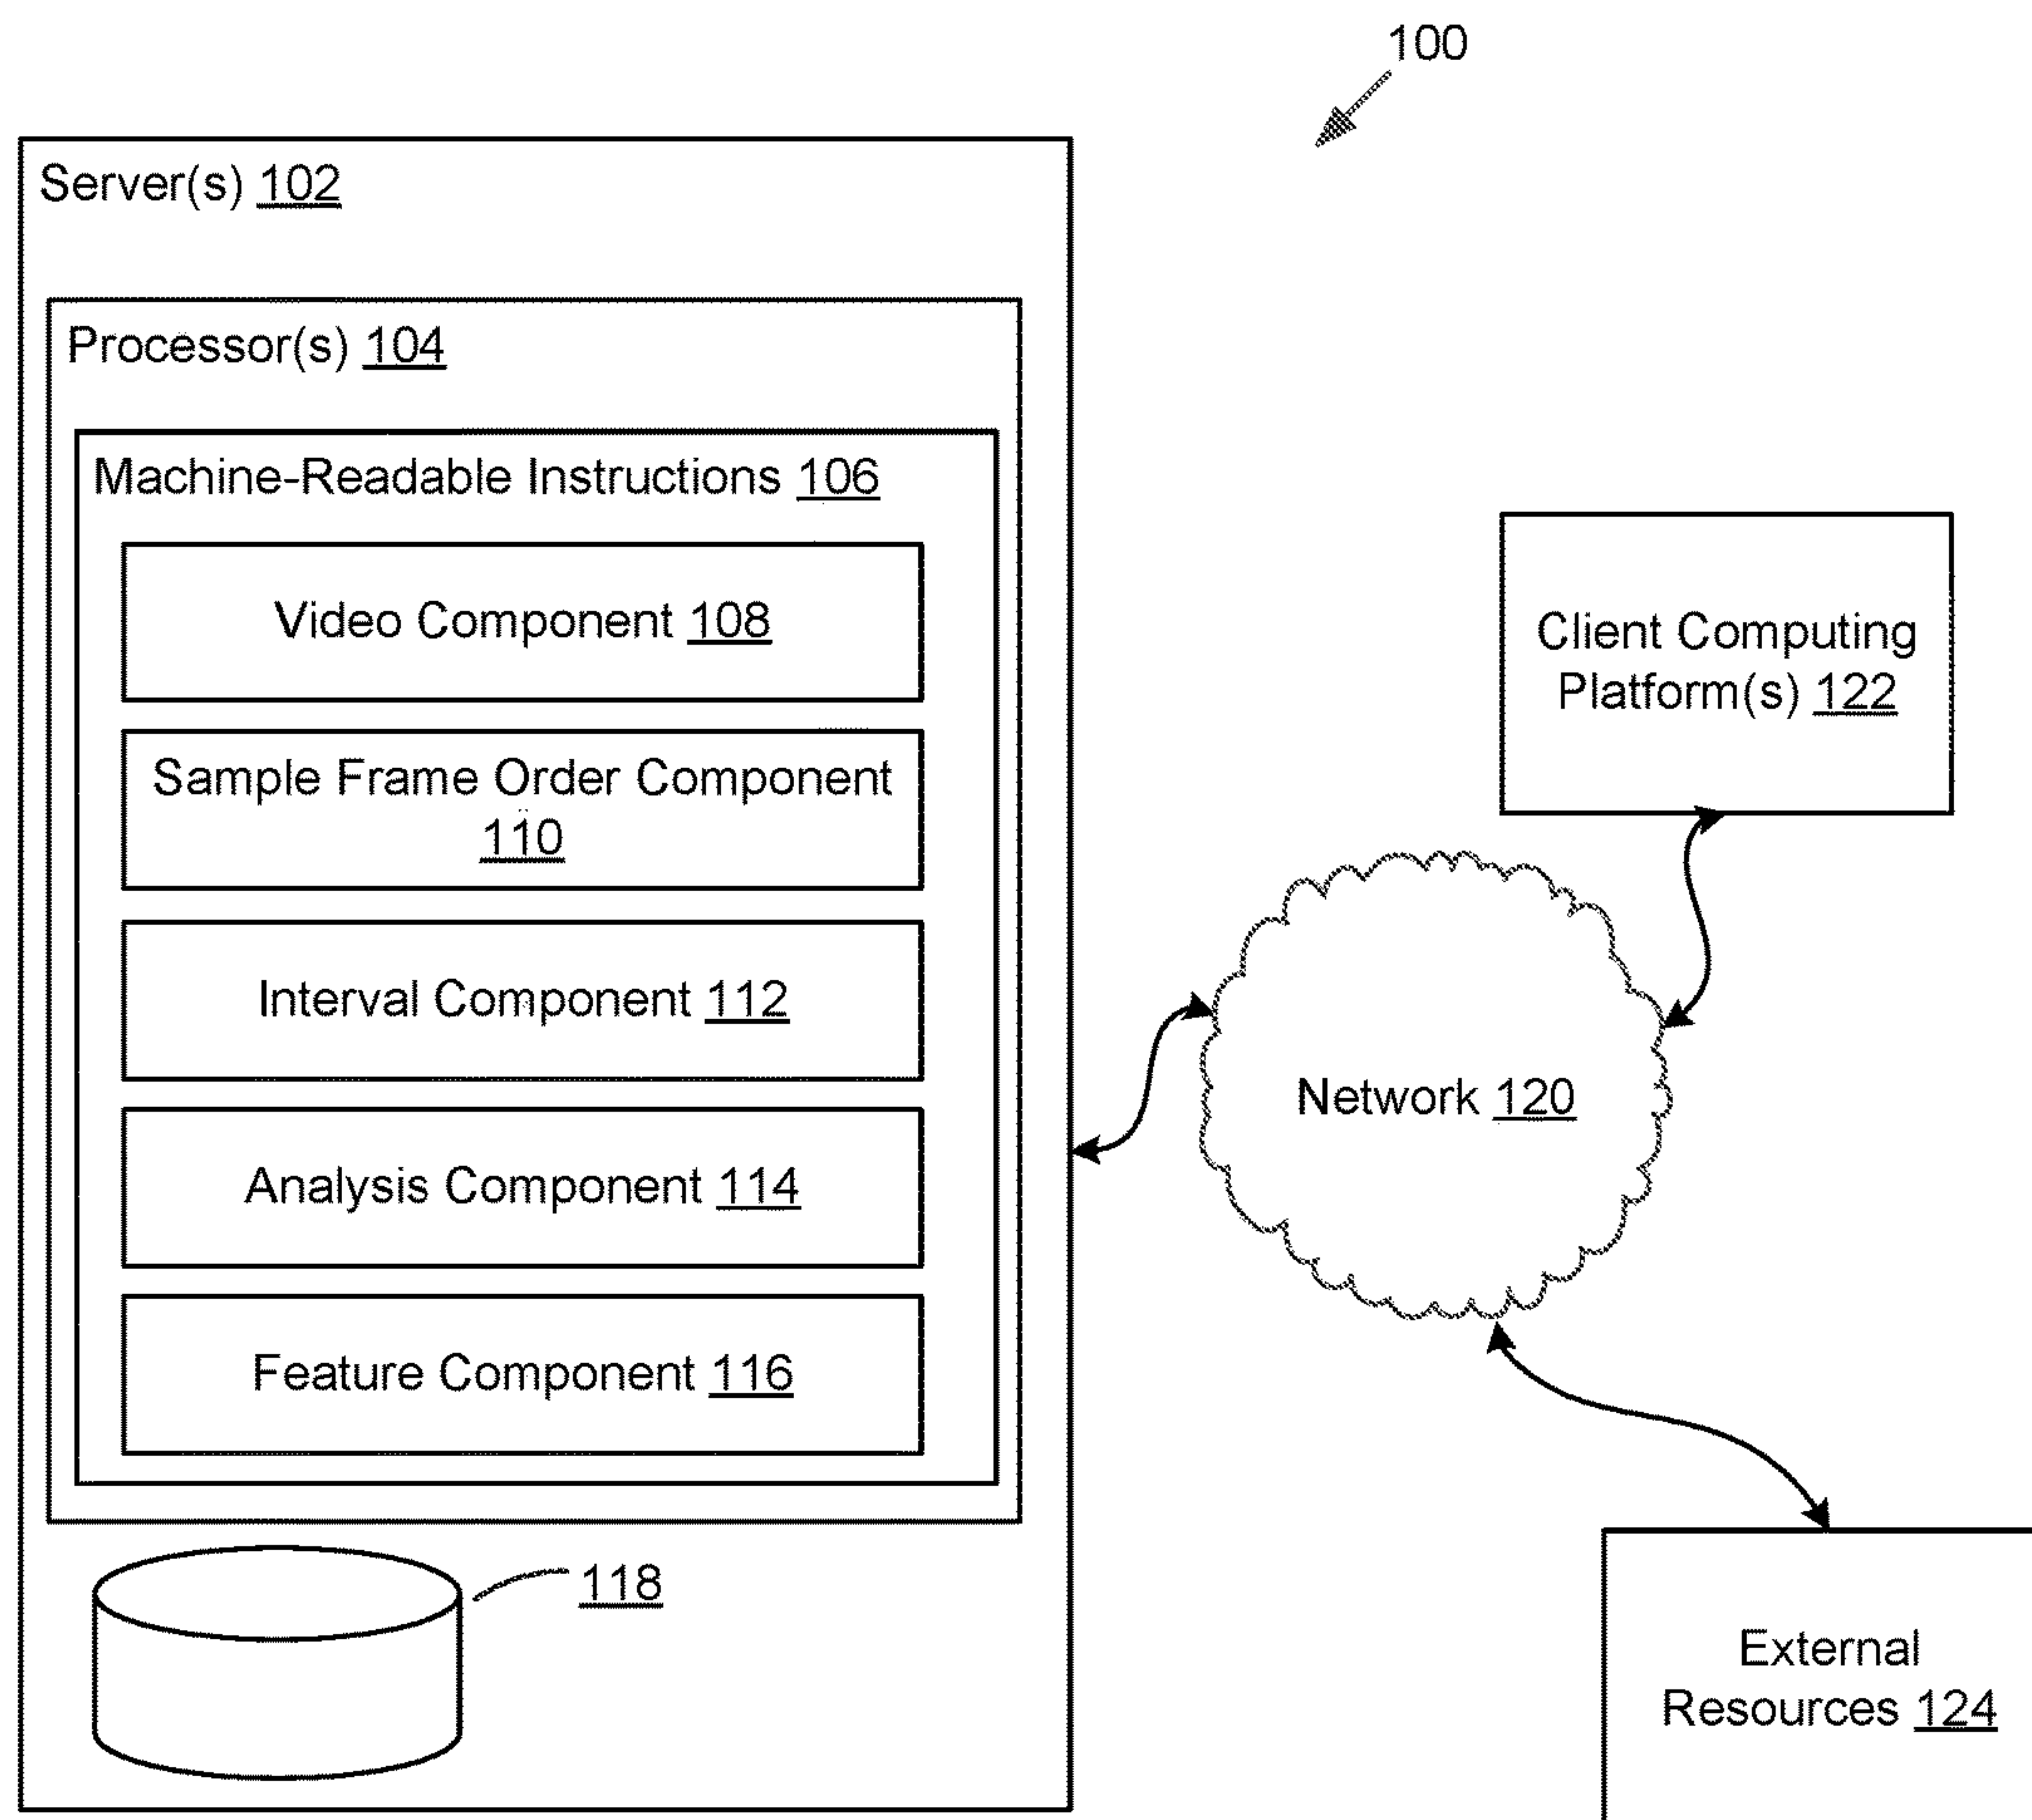 100
Server(s) 102
Processor(s) 104
Machine-Readable Instructions 106
Video Component 108
Sample Frame Order Component
110
Interval Component 112
Analysis Component 114
Feature Component 116
118
Client Computing
Platform(s) 122
Network 120
External
Resources 124